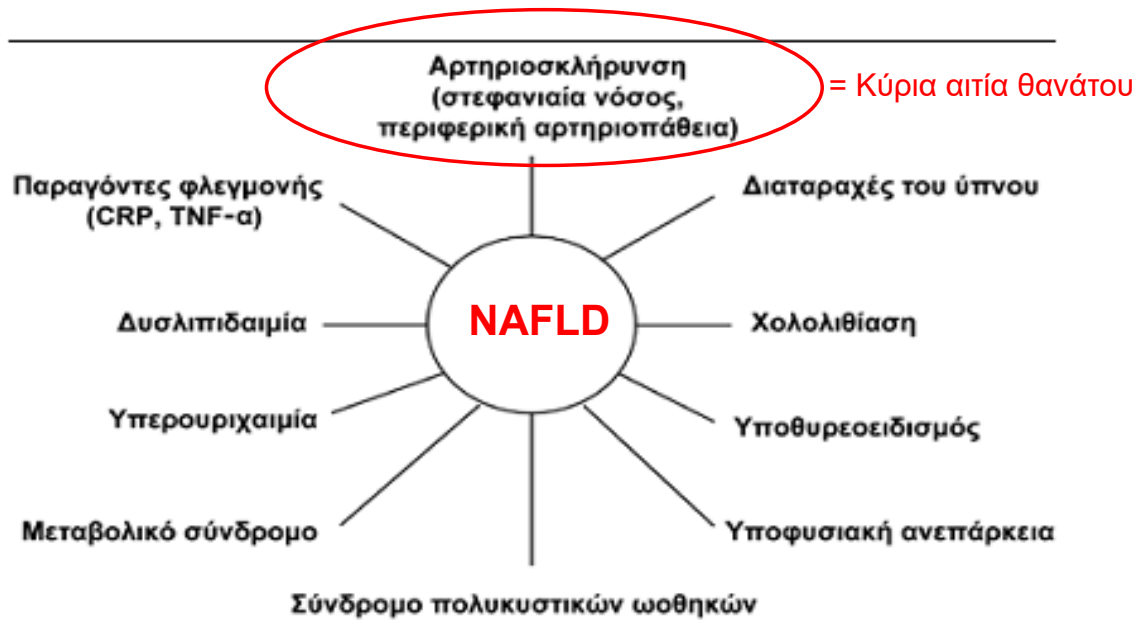 Αρτηριοσκλήρυνση
(στεφανιαία νόσος,
περιφερική αρτηριοπάθεια)
= Κύρια αιτία θανάτου
Παραγόντες φλεγμονής
(CRP, TNF-α)
Διαταραχές του ύπνου
Δυσλιπιδαιμία
NAFLD
Χολολιθίαση
Υπερουριχαιμία
Υποθυρεοειδισμός
Μεταβολικό σύνδρομο
Υποφυσιακή ανεπάρκεια
Σύνδρομο πολυκυστικών ωοθηκών